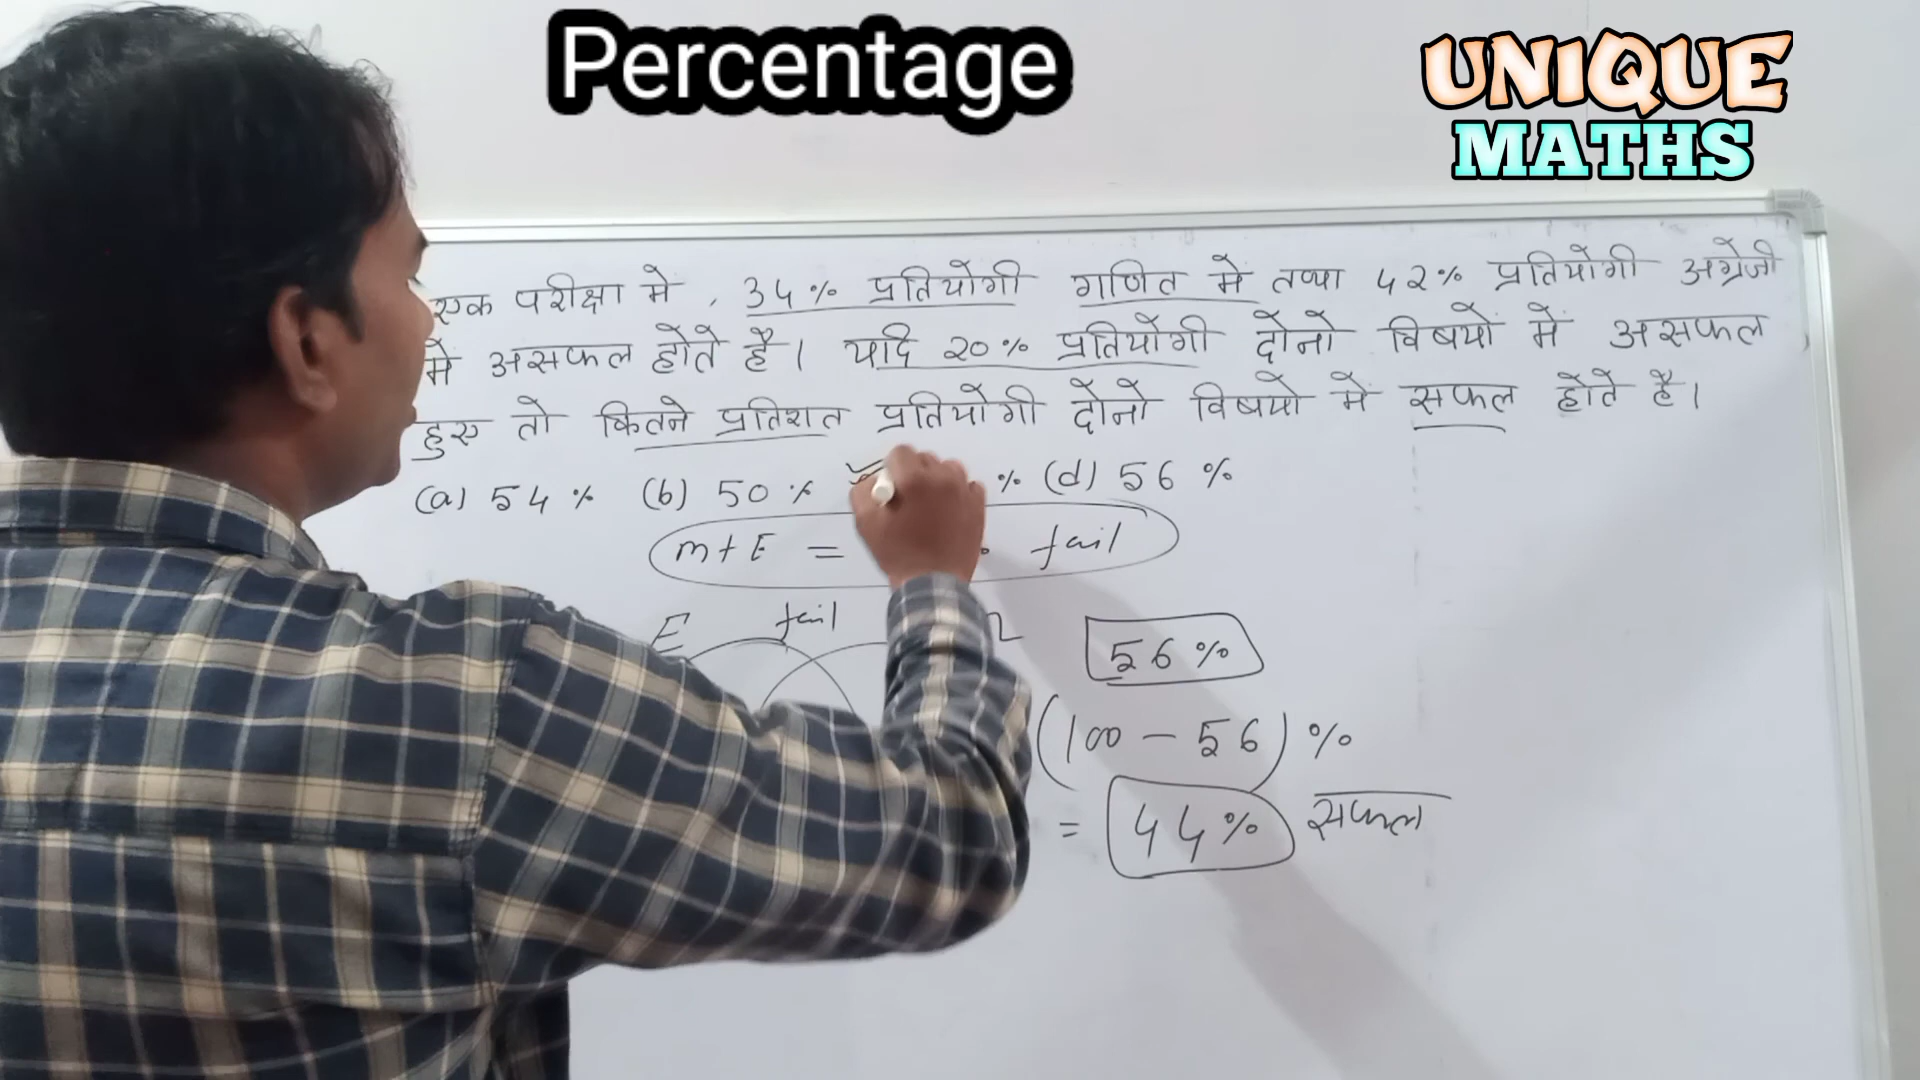 Percentage
UNIQUE
MATHS
एक परीक्षा में, 34% प्रतियोगी गणित में तथा 42% प्रतियोगी अंग्रेजी
में असफल होते है। यदि 20% प्रतियोगी दोनो विषयों में असफल
हुए तो कितने प्रतिशत प्रतियोगी दोनो विषयो में सफल होते है।
(a) 54% (b) 50% % (d) 56%
m+E = fail
E fail
56%
(100-56)%
= 44% सफल